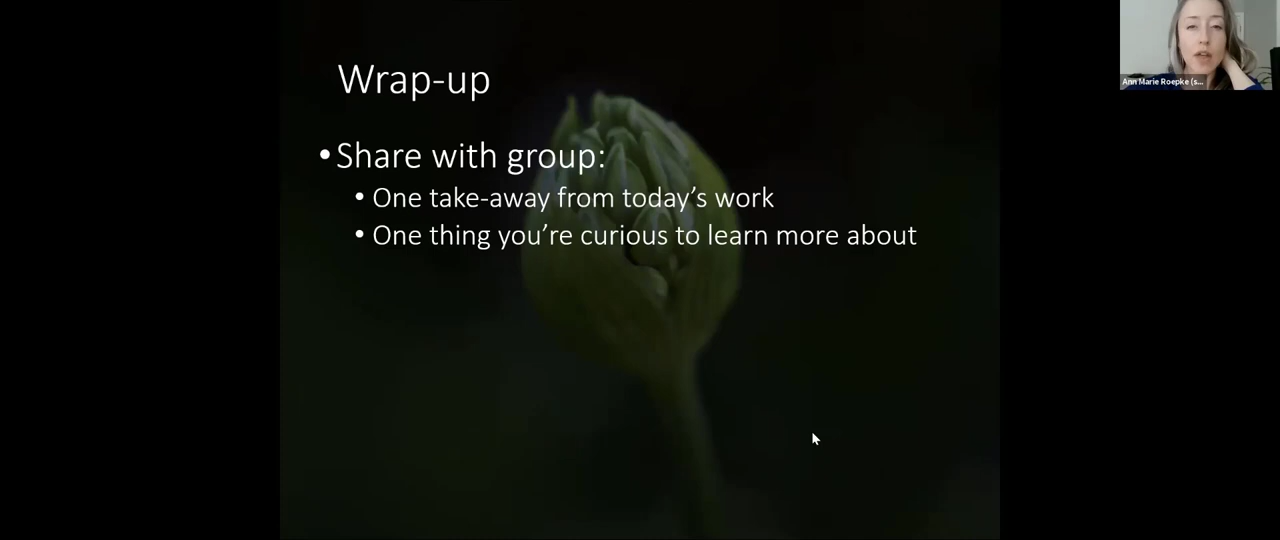 Wrap-up
• Share with group:
• One take-away from today's work
• One thing you're curious to learn more about
Ann Marie Roepke (s...